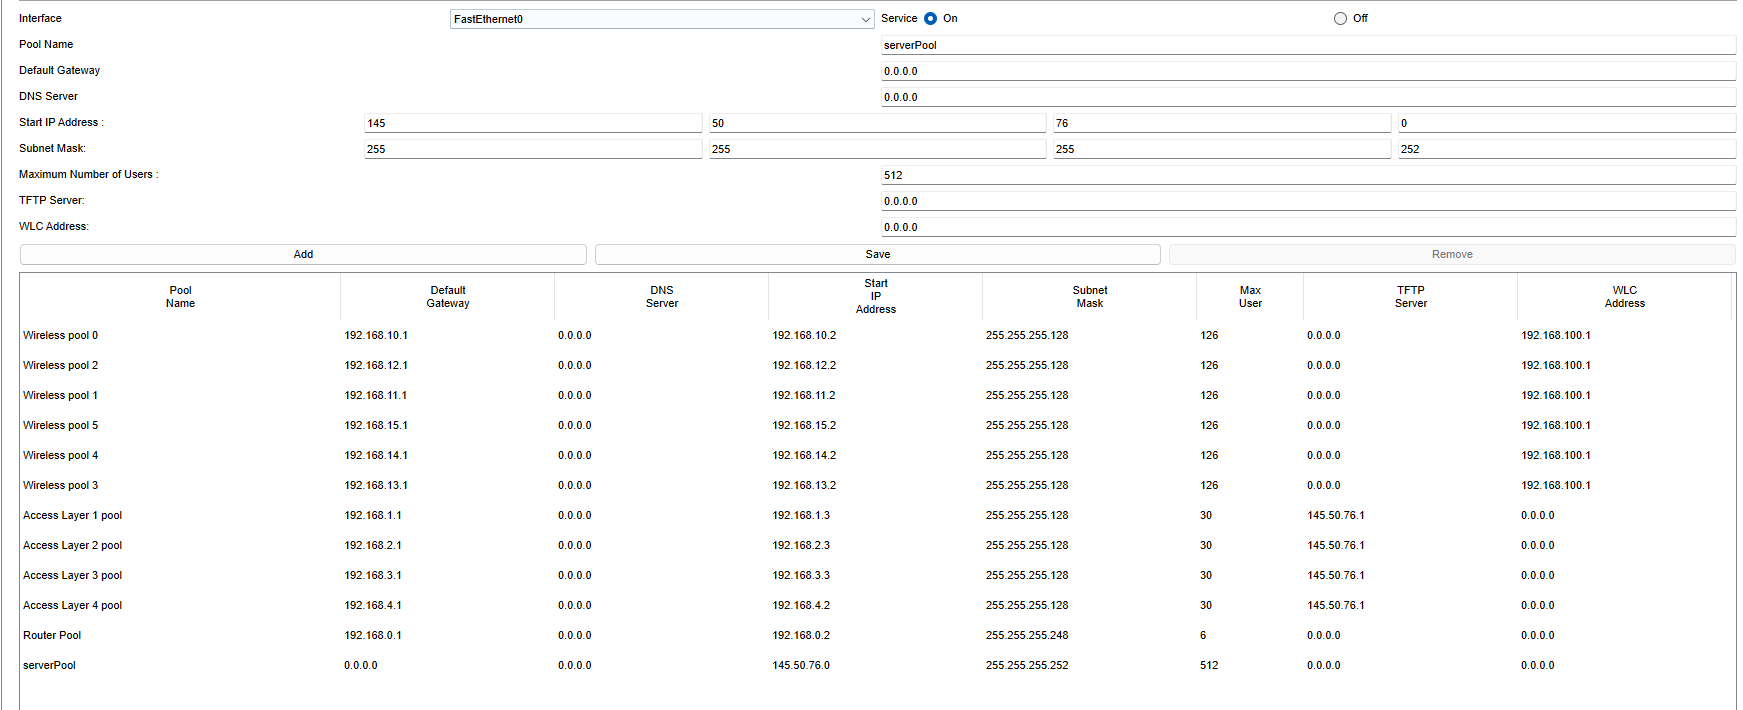 Interface FastEthernet0 Service On Off
Pool Name serverPool
Default Gateway 0.0.0.0
DNS Server 0.0.0.0
Start IP Address : 145 50 76 0
Subnet Mask: 255 255 255 252
Maximum Number of Users : 512
TFTP Server: 0.0.0.0
WLC Address: 0.0.0.0
Add Save Remove
Pool Name Default Gateway DNS Server Start IP Address Subnet Mask Max User TFTP Server WLC Address
Wireless pool 0 192.168.10.1 0.0.0.0 192.168.10.2 255.255.255.128 126 0.0.0.0 192.168.100.1
Wireless pool 2 192.168.12.1 0.0.0.0 192.168.12.2 255.255.255.128 126 0.0.0.0 192.168.100.1
Wireless pool 1 192.168.11.1 0.0.0.0 192.168.11.2 255.255.255.128 126 0.0.0.0 192.168.100.1
Wireless pool 5 192.168.15.1 0.0.0.0 192.168.15.2 255.255.255.128 126 0.0.0.0 192.168.100.1
Wireless pool 4 192.168.14.1 0.0.0.0 192.168.14.2 255.255.255.128 126 0.0.0.0 192.168.100.1
Wireless pool 3 192.168.13.1 0.0.0.0 192.168.13.2 255.255.255.128 126 0.0.0.0 192.168.100.1
Access Layer 1 pool 192.168.1.1 0.0.0.0 192.168.1.3 255.255.255.128 30 145.50.76.1 0.0.0.0
Access Layer 2 pool 192.168.2.1 0.0.0.0 192.168.2.3 255.255.255.128 30 145.50.76.1 0.0.0.0
Access Layer 3 pool 192.168.3.1 0.0.0.0 192.168.3.3 255.255.255.128 30 145.50.76.1 0.0.0.0
Access Layer 4 pool 192.168.4.1 0.0.0.0 192.168.4.2 255.255.255.128 30 145.50.76.1 0.0.0.0
Router Pool 192.168.0.1 0.0.0.0 192.168.0.2 255.255.255.248 6 0.0.0.0 0.0.0.0
serverPool 0.0.0.0 0.0.0.0 145.50.76.0 255.255.255.252 512 0.0.0.0 0.0.0.0